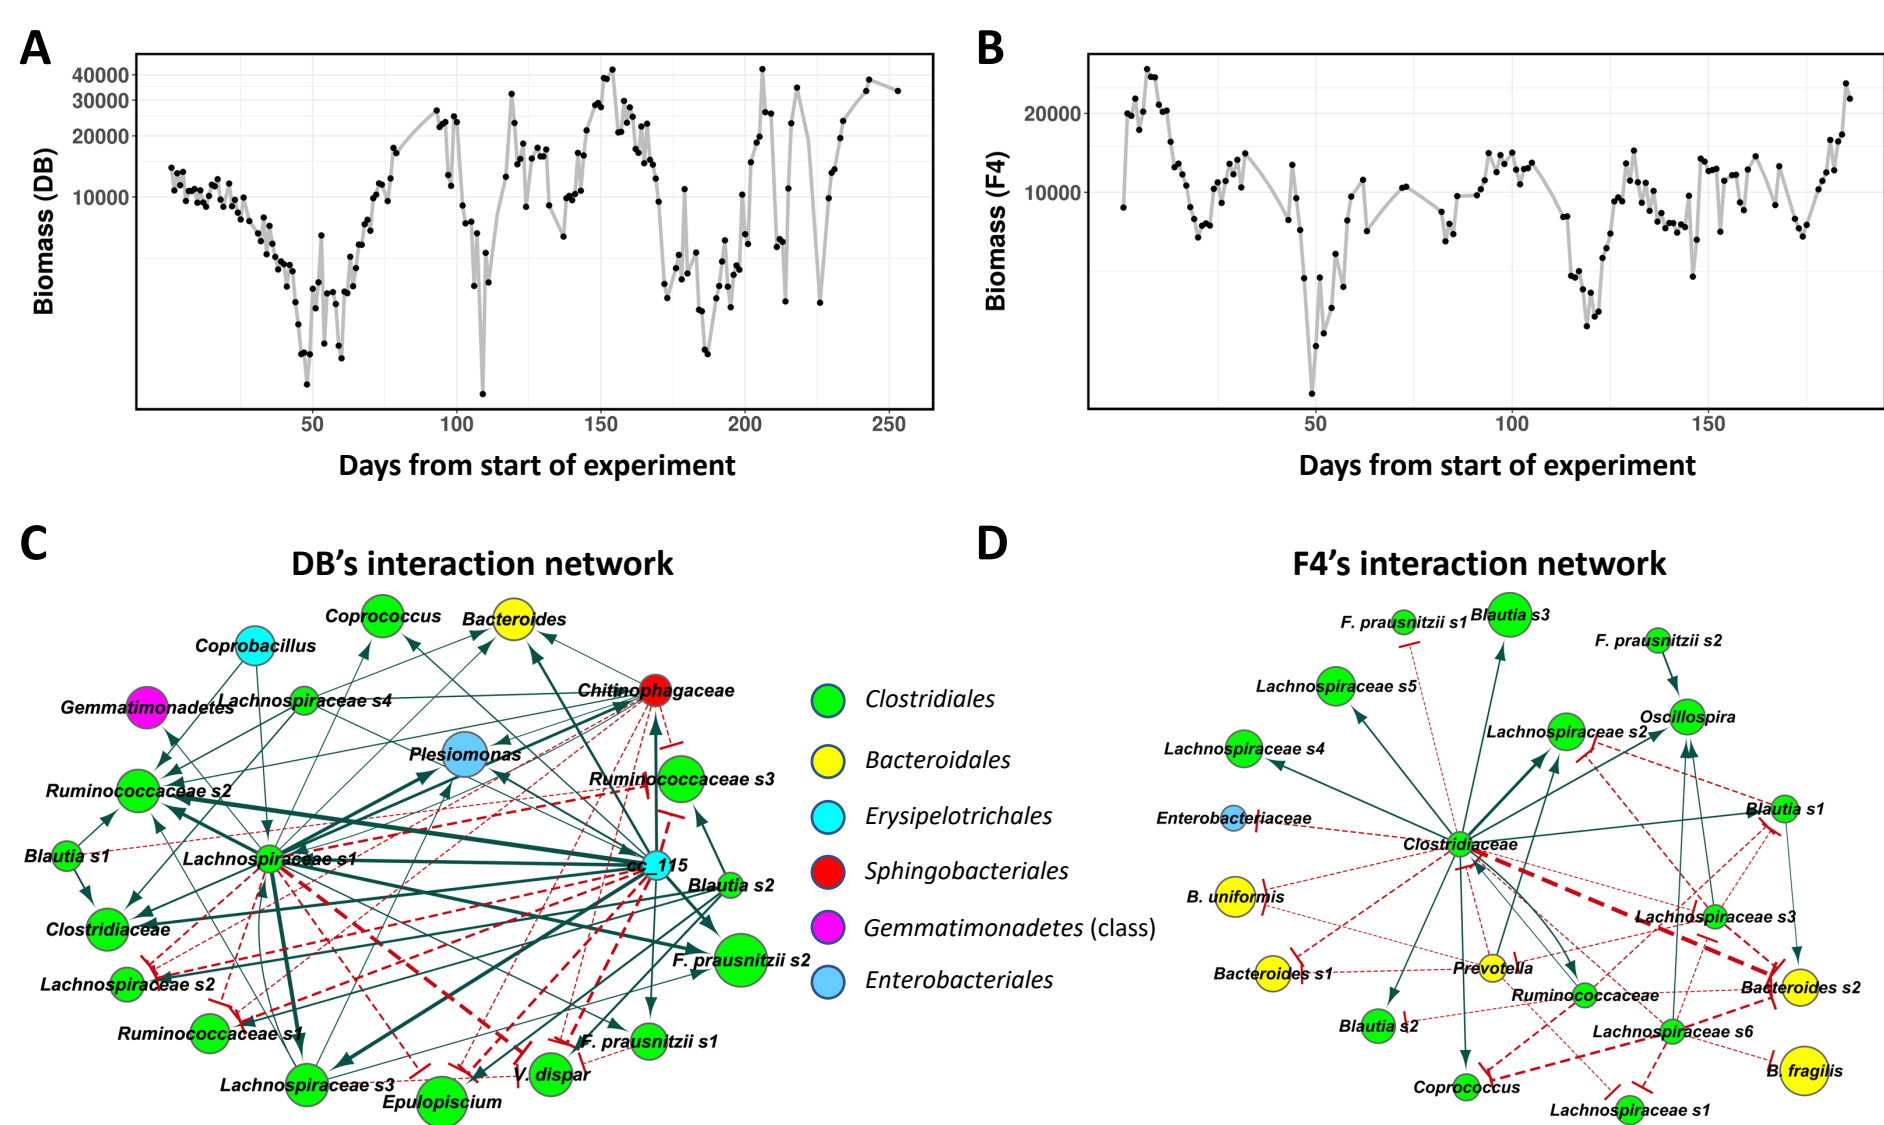 A
40000
30000
20000
10000
Biomass (DB)
50
100
150
200
250
Days from start of experiment
B
20000
10000
Biomass (F4)
50
100
150
Days from start of experiment
C
DB's interaction network
Coprococcus
Bacteroides
Coprobacillus
Chitinophagaceae
Gemmatimonadetes
Lachnospiraceae s4
Plesiomonas
Ruminococcaceae s3
Ruminococcaceae s2
Blautia s1
Lachnospiraceae s1
cc_115
Blautia s2
Clostridiaceae
F. prausnitzii s2
Lachnospiraceae s2
Ruminococcaceae s1
F. prausnitzii s1
Lachnospiraceae s3
V. dispar
Epulopiscium
Clostridiales
Bacteroidales
Erysipelotrichales
Sphingobacteriales
Gemmatimonadetes (class)
Enterobacteriales
D
F4's interaction network
F. prausnitzii s1
Blautia s3
F. prausnitzii s2
Lachnospiraceae s5
Oscillospira
Lachnospiraceae s2
Lachnospiraceae s4
Blautia s1
Enterobacteriaceae
Clostridiaceae
B. uniformis
Lachnospiraceae s3
Bacteroides s1
Prevotella
Bacteroides s2
Ruminococcaceae
Blautia s2
Lachnospiraceae s6
B. fragilis
Coprococcus
Lachnospiraceae s1